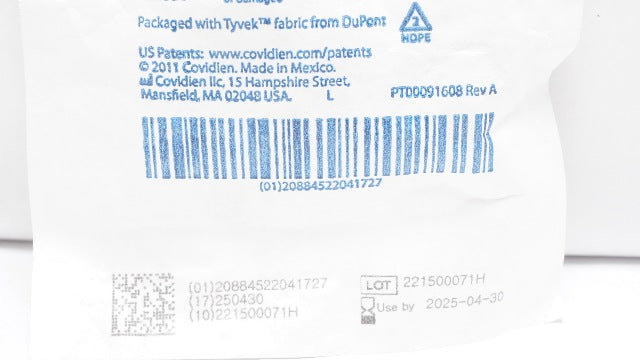 or damaged
Packaged with Tyvek™ fabric from DuPont
2
HDPE
US Patents: www.covidien.com/patents
© 2011 Covidien. Made in Mexico.
Covidien llc, 15 Hampshire Street,
Mansfield, MA 02048 USA. L PT00091608 Rev A
(01)20884522041727
(01)20884522041727
(17)250430
(10)221500071H
LOT 221500071H
Use by 2025-04-30